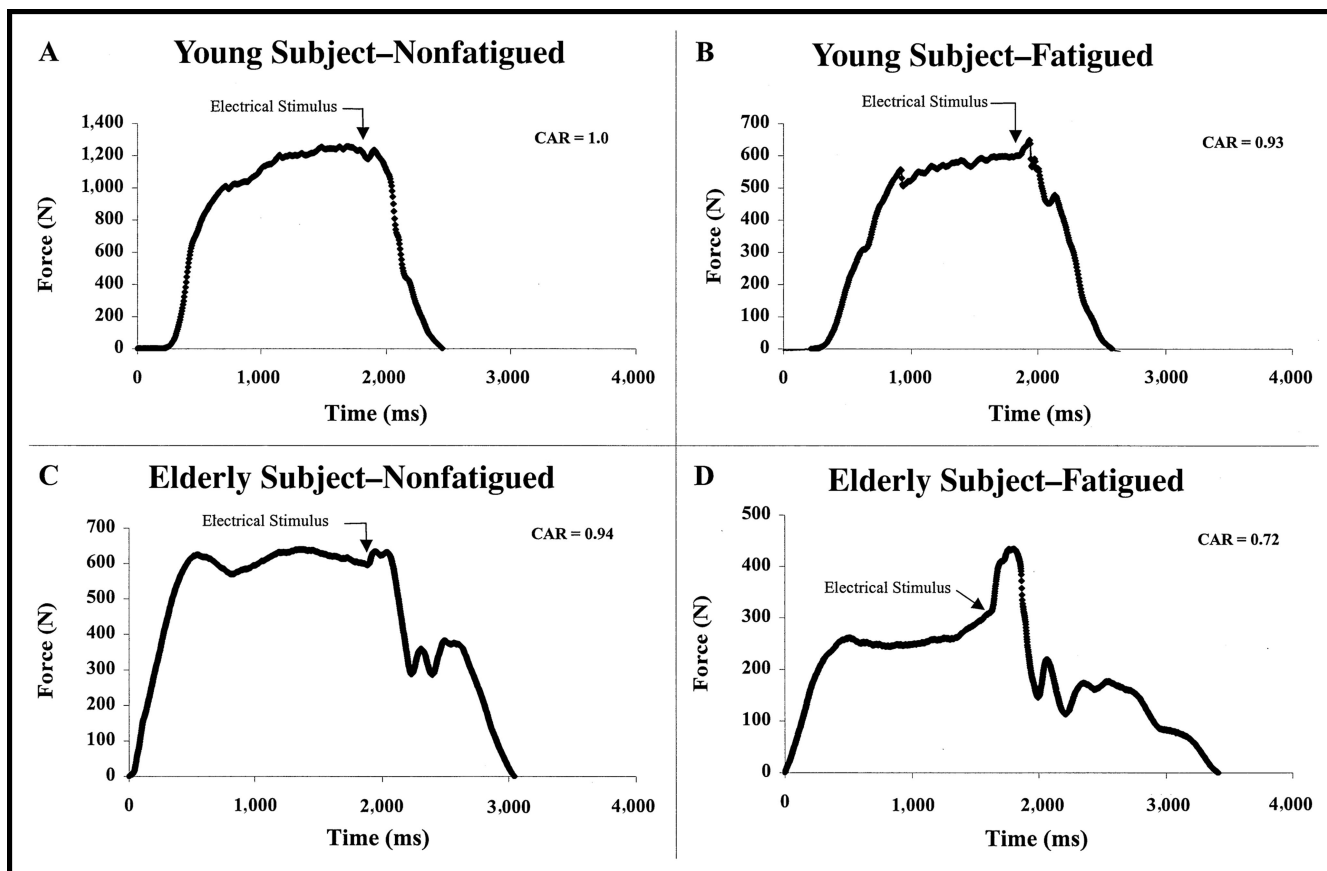 A
Young Subject–Nonfatigued
Electrical Stimulus
CAR = 1.0
1,400
1,200
1,000
800
600
400
200
0
Force (N)
0 1,000 2,000 3,000 4,000
Time (ms)
B
Young Subject–Fatigued
Electrical Stimulus
CAR = 0.93
700
600
500
400
300
200
100
0
Force (N)
0 1,000 2,000 3,000 4,000
Time (ms)
C
Elderly Subject–Nonfatigued
Electrical Stimulus
CAR = 0.94
700
600
500
400
300
200
100
0
Force (N)
0 1,000 2,000 3,000 4,000
Time (ms)
D
Elderly Subject–Fatigued
Electrical Stimulus
CAR = 0.72
500
400
300
200
100
0
Force (N)
0 1,000 2,000 3,000 4,000
Time (ms)